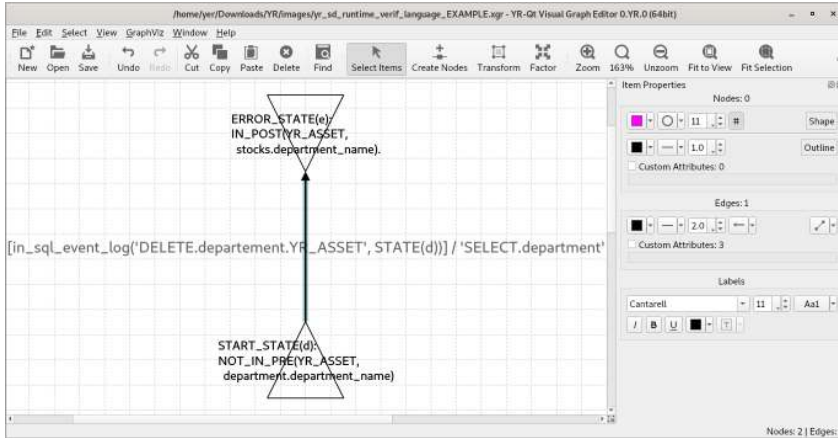 /home/yer/Downloads/YR/images/yr_sd_runtime_verif_language_EXAMPLE.xgr - YR-Qt Visual Graph Editor 0.YR.0 (64bit)
File Edit Select View GraphViz Window Help
New Open Save Undo Redo Cut Copy Paste Delete Find Select Items Create Nodes Transform Factor Zoom 163% Unzoom Fit to View Fit Selection
Item Properties
Nodes: 0
11 # Shape
1.0 Outline
Custom Attributes: 0
Edges: 1
2.0
Custom Attributes: 3
Labels
Cantarell 11 Aa1
I B U T
ERROR_STATE(e):
IN_POST(YR_ASSET,
stocks.department_name).
[in_sql_event_log('DELETE.departement.YR_ASSET', STATE(d))] / 'SELECT.department'
START_STATE(d):
NOT_IN_PRE(YR_ASSET,
department.department_name)
Nodes: 2 | Edges: